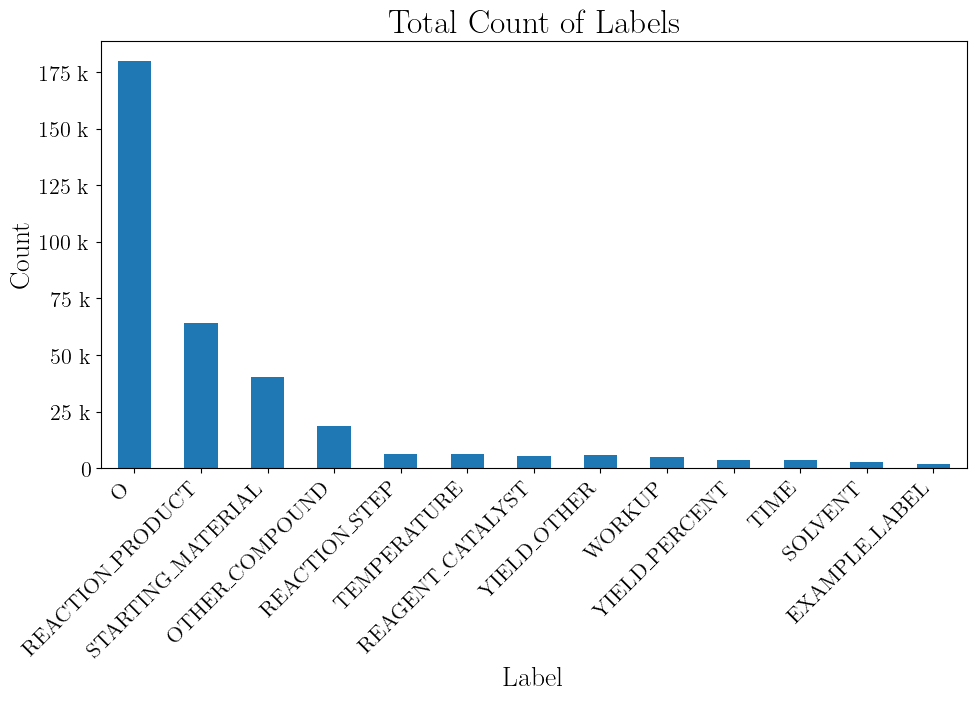 Total Count of Labels
Count
175 k
150 k
125 k
100 k
75 k
50 k
25 k
0
O
REACTION_PRODUCT
STARTING_MATERIAL
OTHER_COMPOUND
REACTION_STEP
TEMPERATURE
REAGENT_CATALYST
YIELD_OTHER
WORKUP
YIELD_PERCENT
TIME
SOLVENT
EXAMPLE_LABEL
Label